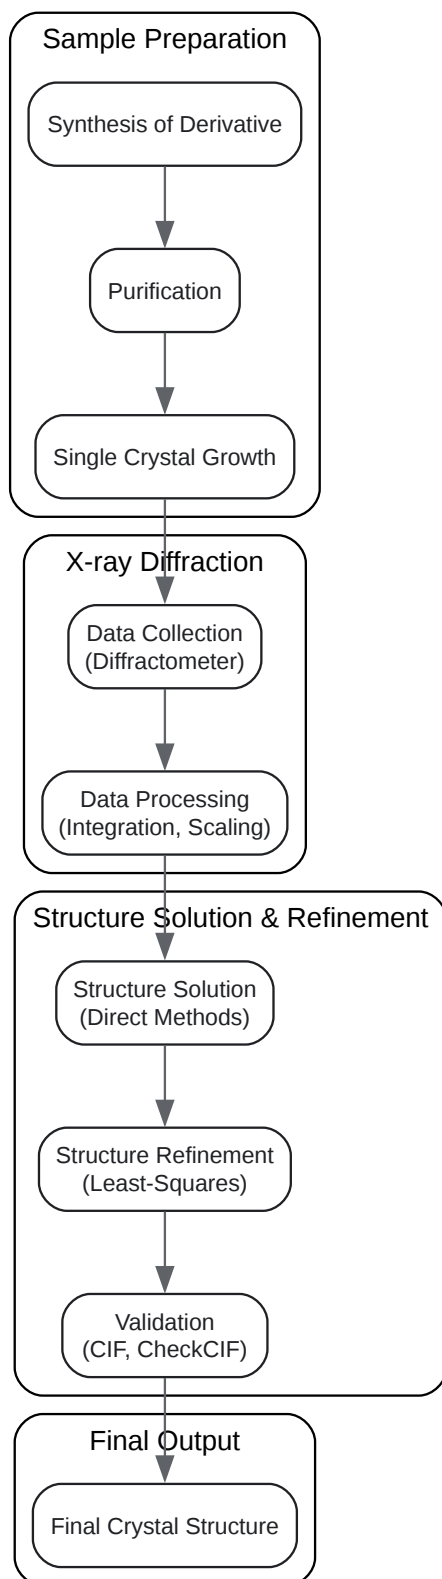 Sample Preparation
Synthesis of Derivative
Purification
Single Crystal Growth
X-ray Diffraction
Data Collection
(Diffractometer)
Data Processing
(Integration, Scaling)
Structure Solution & Refinement
Structure Solution
(Direct Methods)
Structure Refinement
(Least-Squares)
Validation
(CIF, CheckCIF)
Final Output
Final Crystal Structure